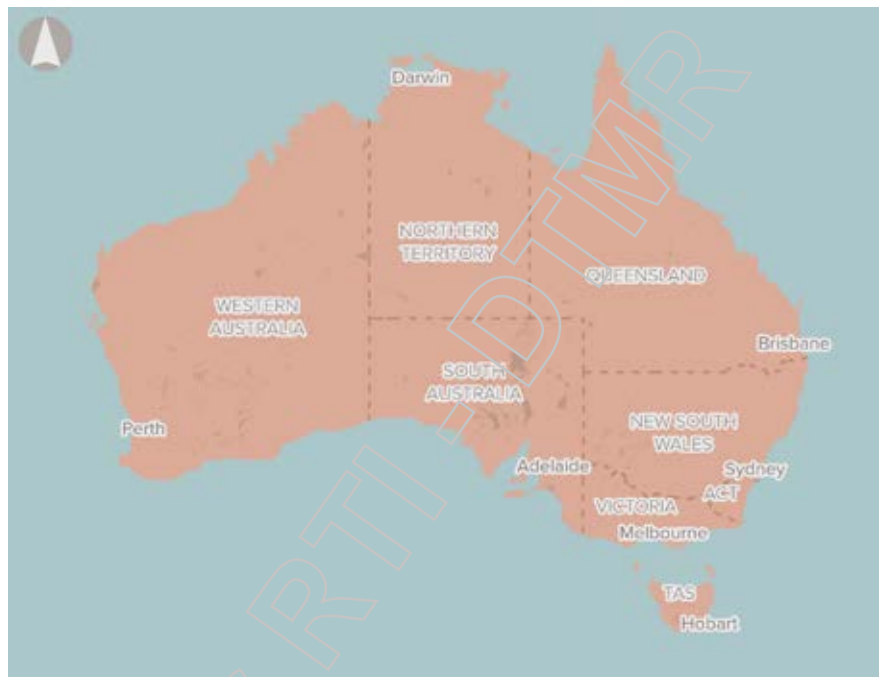 Darwin
NORTHERN
TERRITORY
QUEENSLAND
WESTERN
AUSTRALIA
Brisbane
SOUTH
AUSTRALIA
NEW SOUTH
WALES
Perth
Adelaide
Sydney
ACT
VICTORIA
Melbourne
TAS
Hobart
RTI - DTMR